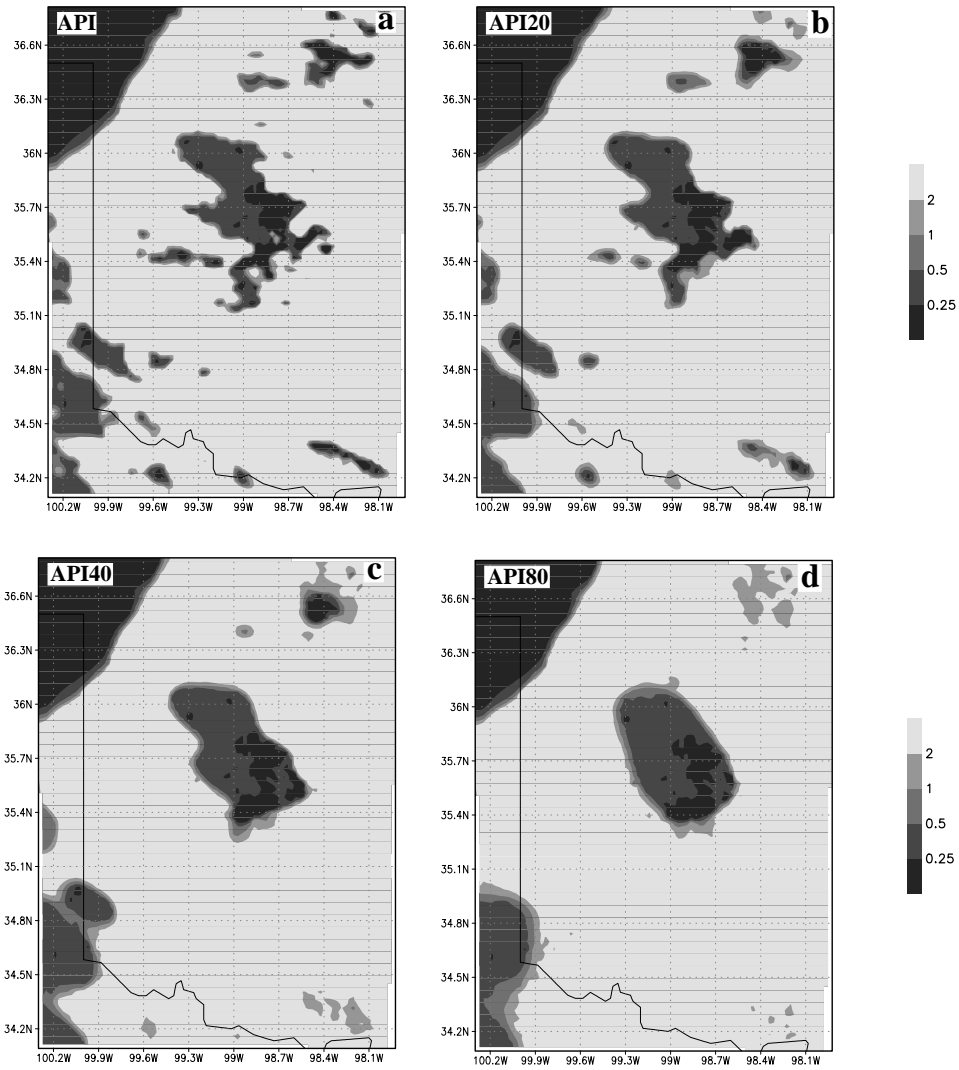 API
a
36.6N
36.3N
36N
35.7N
35.4N
35.1N
34.8N
34.5N
34.2N
100.2W 99.9W 99.6W 99.3W 99W 98.7W 98.4W 98.1W
API20
b
36.6N
36.3N
36N
35.7N
35.4N
35.1N
34.8N
34.5N
34.2N
100.2W 99.9W 99.6W 99.3W 99W 98.7W 98.4W 98.1W
2
1
0.5
0.25
API40
c
36.6N
36.3N
36N
35.7N
35.4N
35.1N
34.8N
34.5N
34.2N
100.2W 99.9W 99.6W 99.3W 99W 98.7W 98.4W 98.1W
API80
d
36.6N
36.3N
36N
35.7N
35.4N
35.1N
34.8N
34.5N
34.2N
100.2W 99.9W 99.6W 99.3W 99W 98.7W 98.4W 98.1W
2
1
0.5
0.25